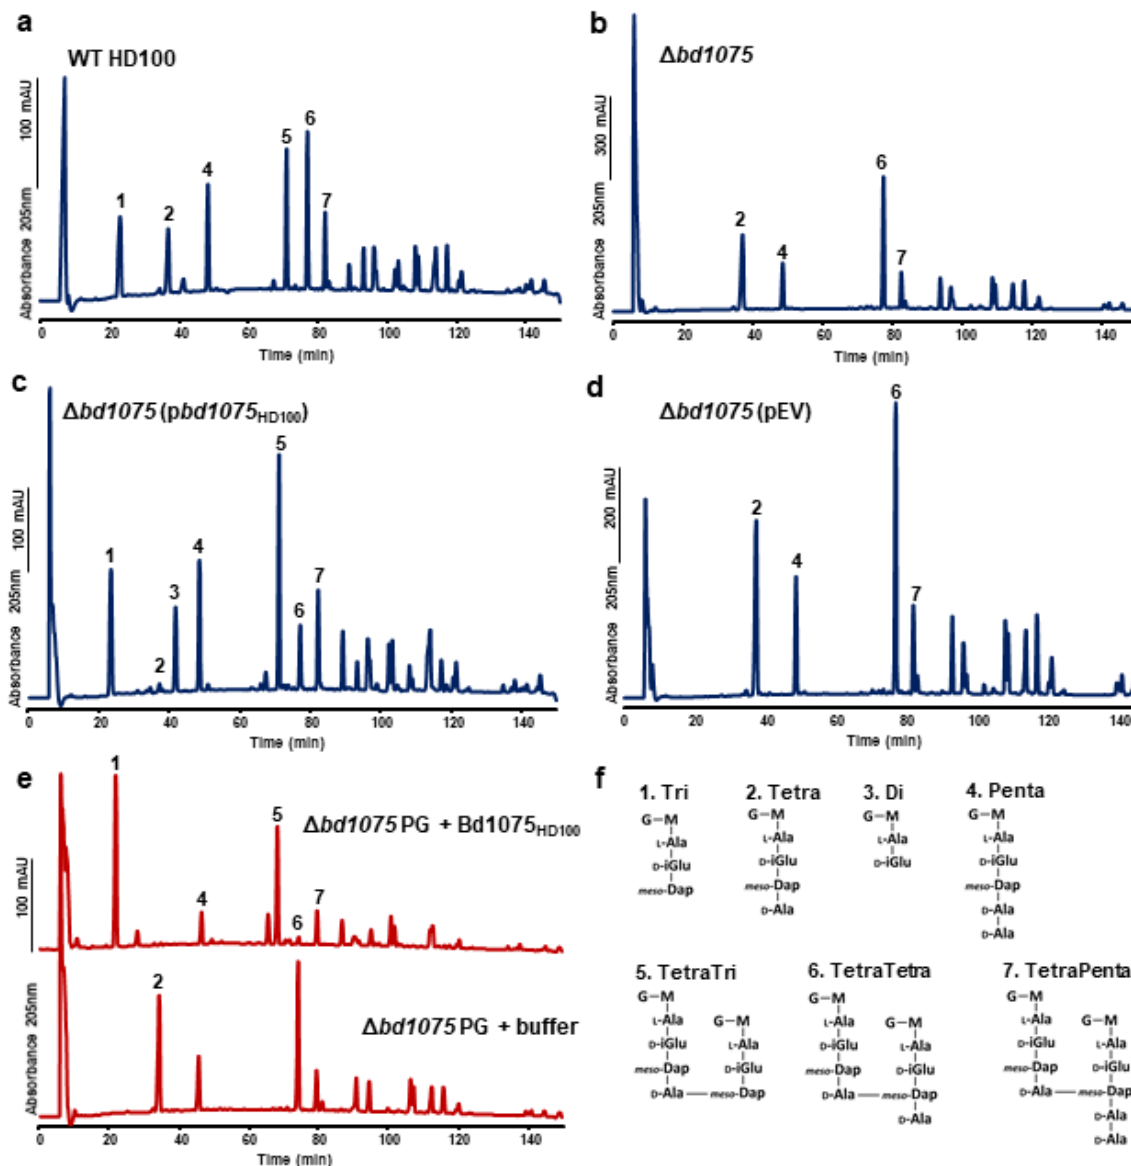 a
WT HD100
100 mAU
Absorbance 205nm
1
2
4
5
6
7
0 20 40 60 80 100 120 140
Time (min)
b
Δbd1075
300 mAU
Absorbance 205nm
2
4
6
7
0 20 40 60 80 100 120 140
Time (min)
c
Δbd1075 (pbd1075HD100)
100 mAU
Absorbance 205nm
1
2
3
4
5
6
7
0 20 40 60 80 100 120 140
Time (min)
d
Δbd1075 (pEV)
200 mAU
Absorbance 205nm
2
4
6
7
0 20 40 60 80 100 120 140
Time (min)
e
Δbd1075 PG + Bd1075HD100
100 mAU
1
4
5
6
7
Δbd1075 PG + buffer
Absorbance 205nm
2
0 20 40 60 80 100 120 140
Time (min)
f
1. Tri
G–M
L-Ala
D-iGlu
meso-Dap
2. Tetra
G–M
L-Ala
D-iGlu
meso-Dap
D-Ala
3. Di
G–M
L-Ala
D-iGlu
4. Penta
G–M
L-Ala
D-iGlu
meso-Dap
D-Ala
D-Ala
5. TetraTri
G–M
L-Ala G–M
D-iGlu L-Ala
meso-Dap D-iGlu
D-Ala — meso-Dap
6. TetraTetra
G–M
L-Ala G–M
D-iGlu L-Ala
meso-Dap D-iGlu
D-Ala — meso-Dap
D-Ala
7. TetraPenta
G–M
L-Ala G–M
D-iGlu L-Ala
meso-Dap D-iGlu
D-Ala — meso-Dap
D-Ala
D-Ala